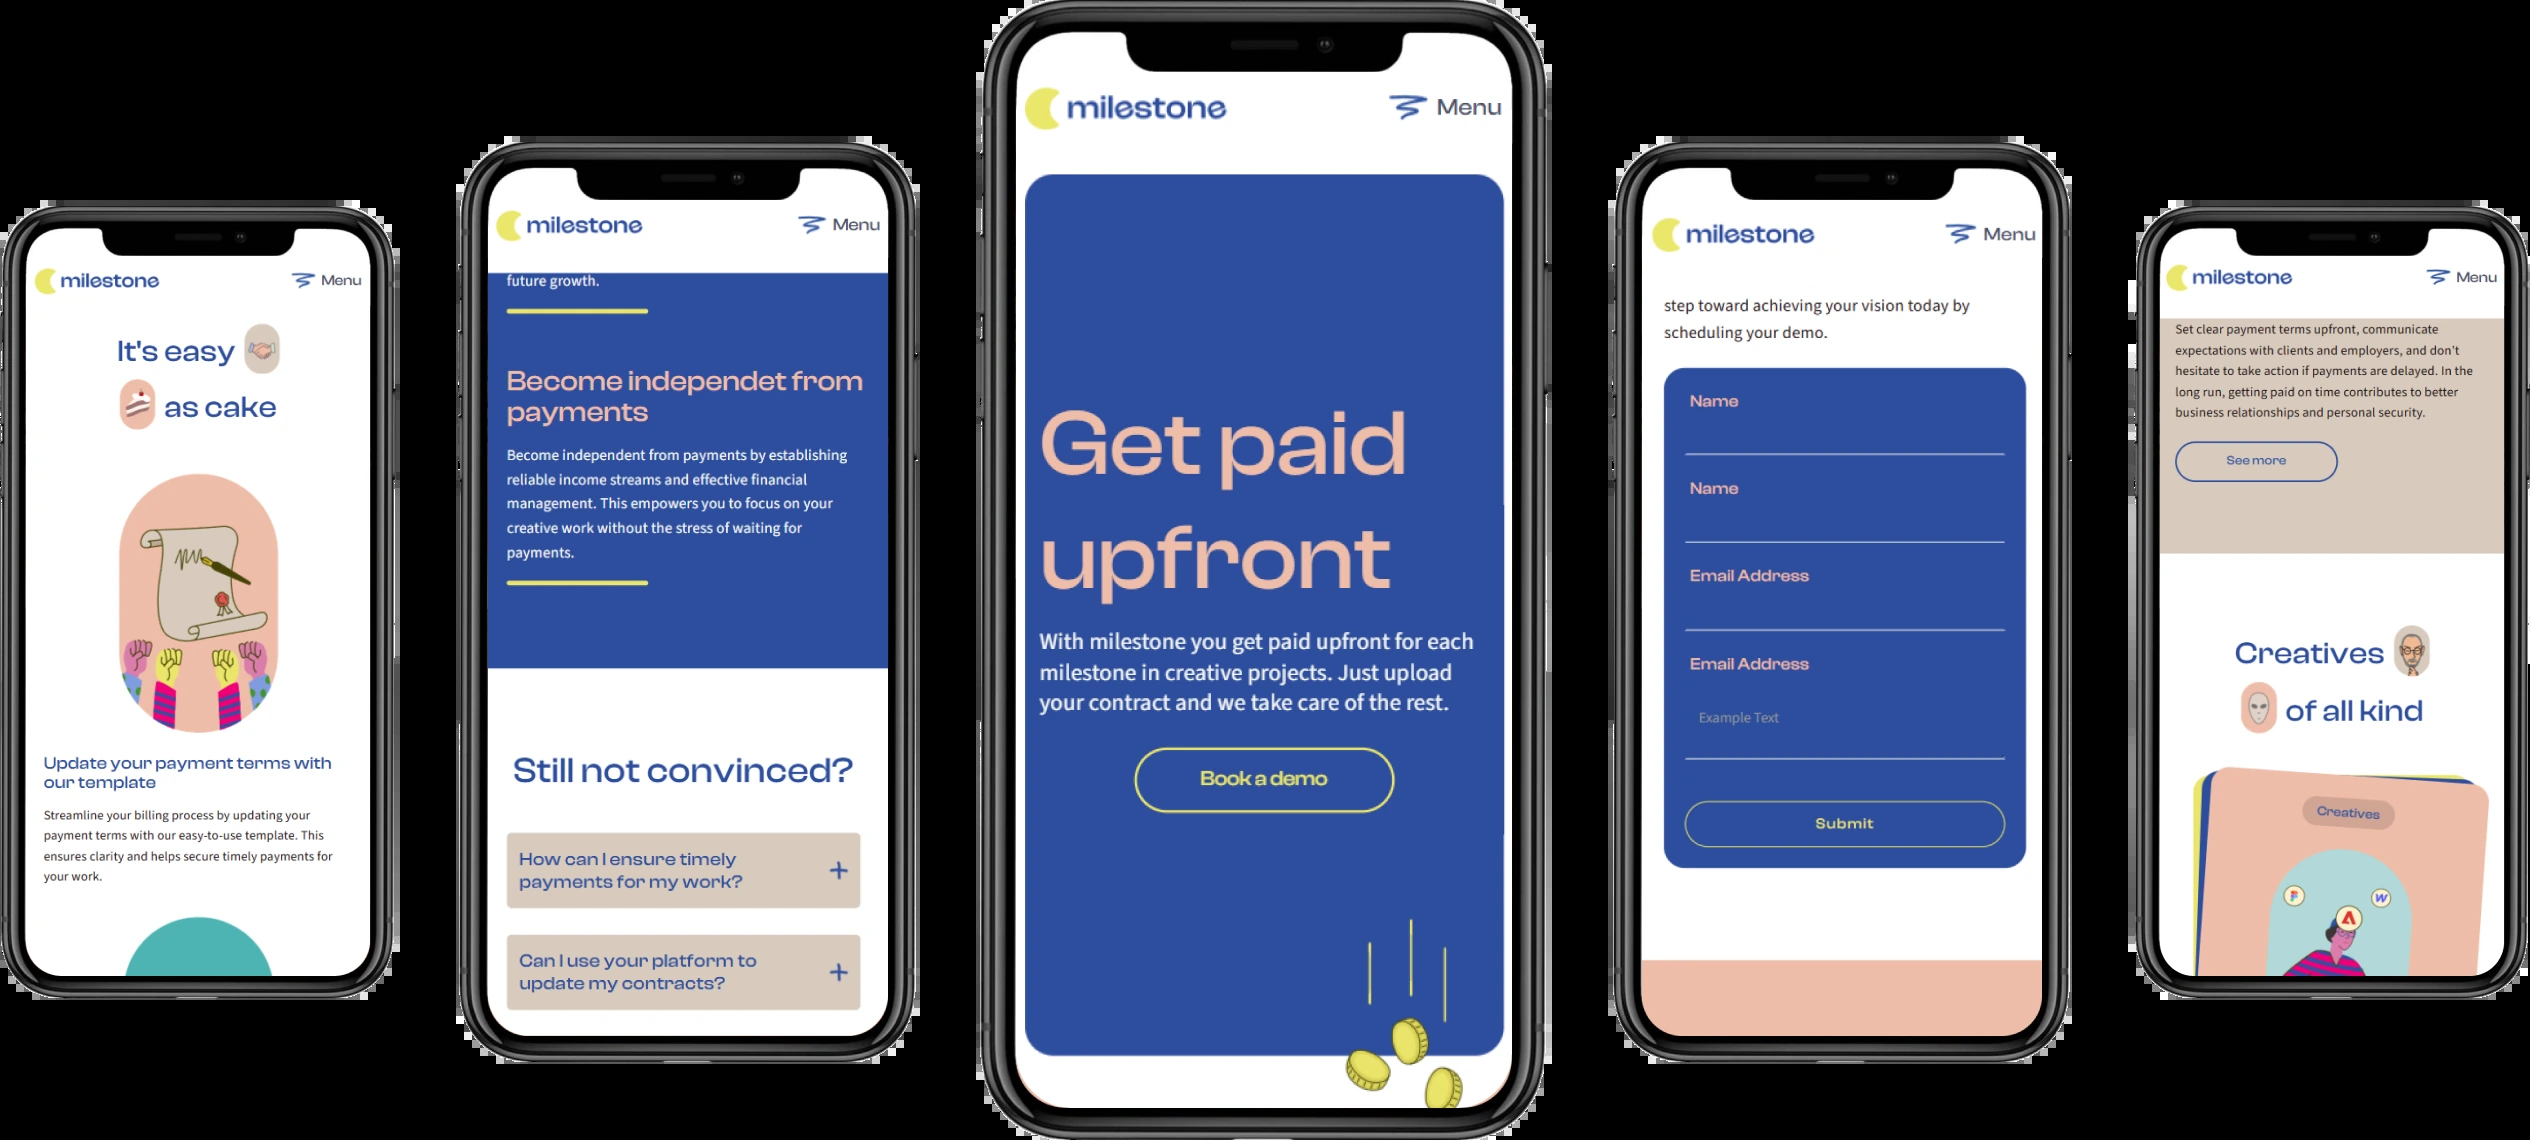 milestone
Menu
It's easy
as cake
Update your payment terms with
our template
Streamline your billing process by updating your
payment terms with our easy-to-use template. This
ensures clarity and helps secure timely payments for
your work.
milestone
Menu
future growth.
Become independet from
payments
Become independent from payments by establishing
reliable income streams and effective financial
management. This empowers you to focus on your
creative work without the stress of waiting for
payments.
Still not convinced?
How can I ensure timely
payments for my work?
+
Can I use your platform to
update my contracts?
+
milestone
Menu
Get paid
upfront
With milestone you get paid upfront for each
milestone in creative projects. Just upload
your contract and we take care of the rest.
Book a demo
milestone
Menu
step toward achieving your vision today by
scheduling your demo.
Name
Name
Email Address
Email Address
Example Text
Submit
milestone
Menu
Set clear payment terms upfront, communicate
expectations with clients and employers, and don't
hesitate to take action if payments are delayed. In the
long run, getting paid on time contributes to better
business relationships and personal security.
See more
Creatives
of all kind
Creatives
W